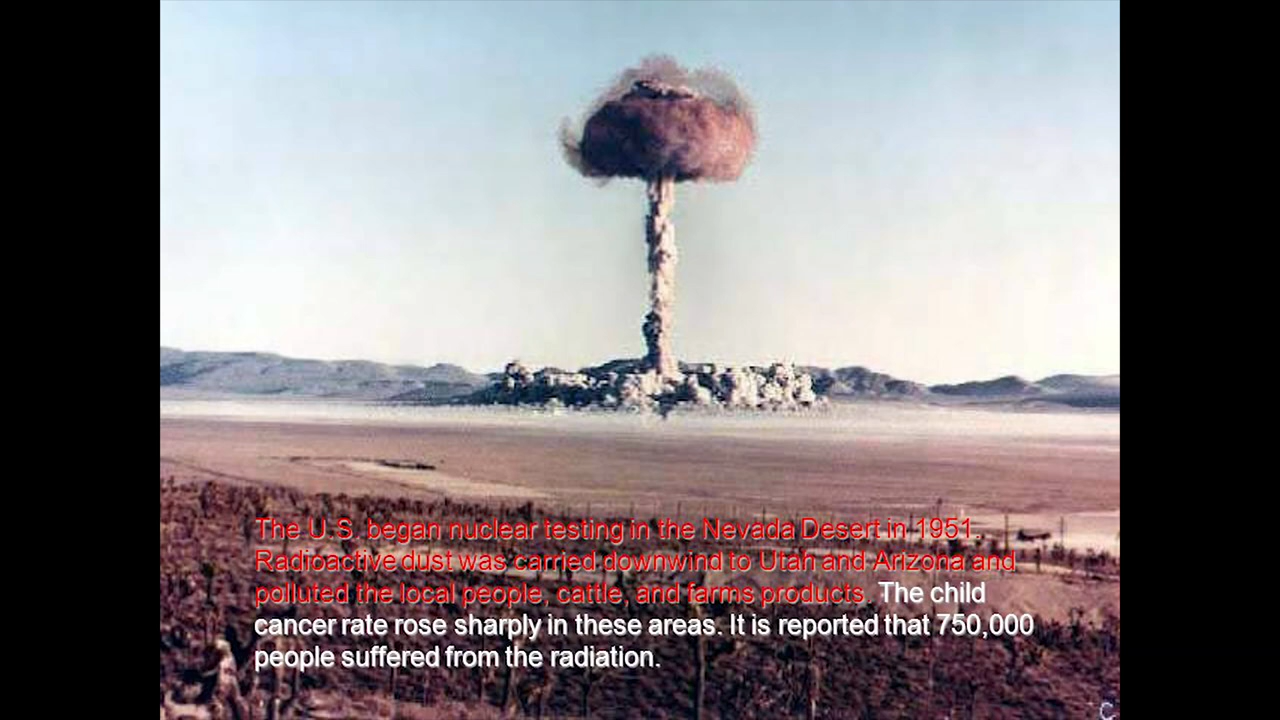 The U.S. began nuclear testing in the Nevada Desert in 1951.
Radioactive dust was carried downwind to Utah and Arizona and
polluted the local people, cattle, and farms products. The child
cancer rate rose sharply in these areas. It is reported that 750,000
people suffered from the radiation.
C